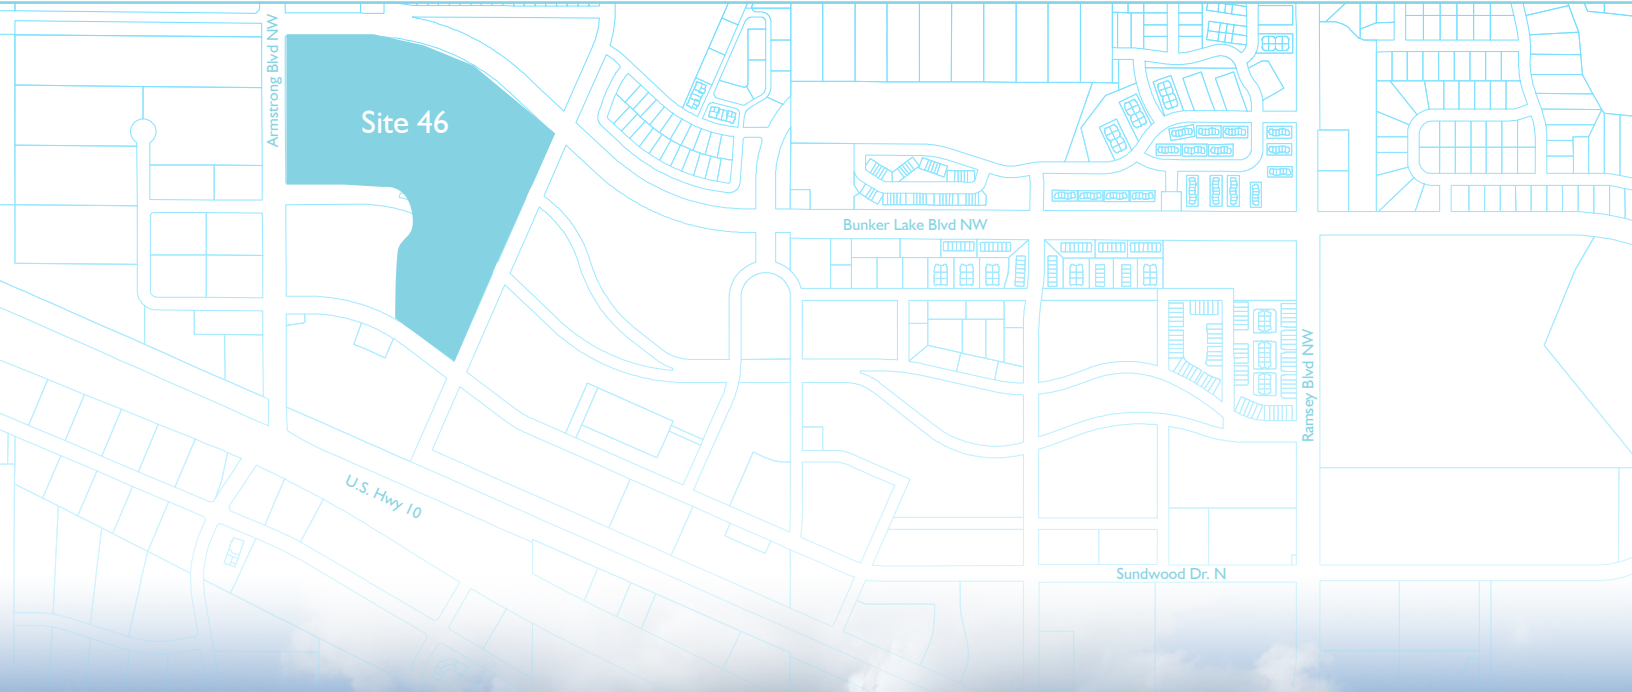 Armstrong Blvd NW
Site 46
Bunker Lake Blvd NW
Ramsey Blvd NW
U.S. Hwy 10
Sundwood Dr. N